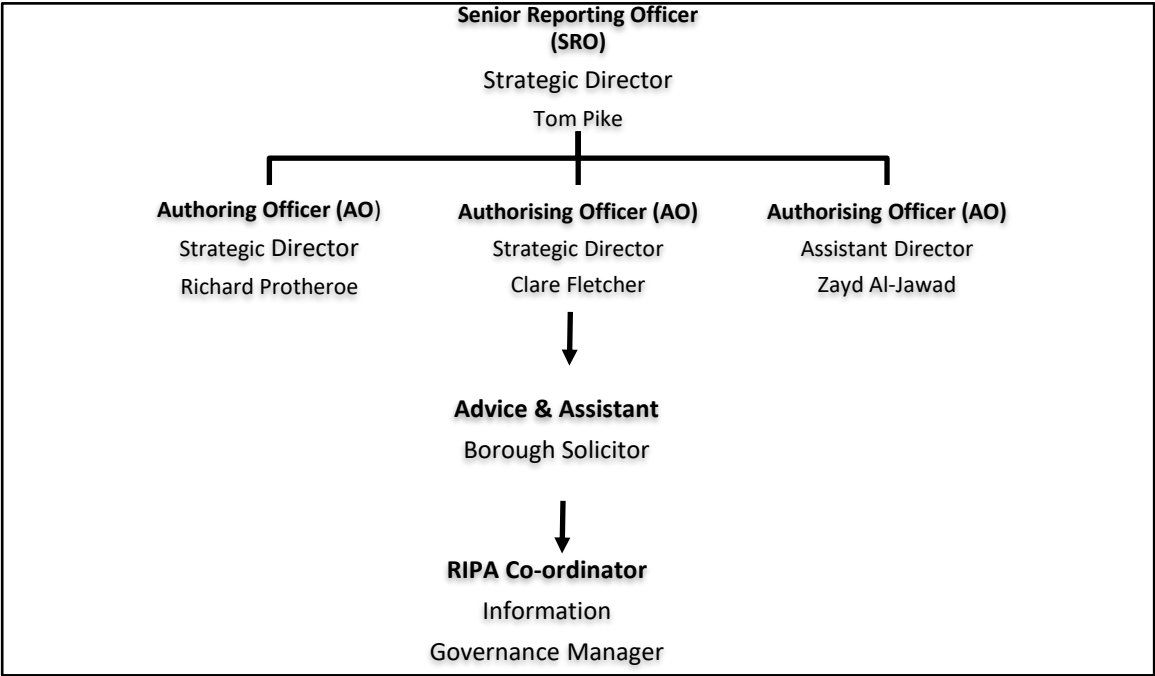 Senior Reporting Officer
(SRO)
Strategic Director
Tom Pike
Authoring Officer (AO)
Strategic Director
Richard Protheroe
Authorising Officer (AO)
Strategic Director
Clare Fletcher
Authorising Officer (AO)
Assistant Director
Zayd Al-Jawad
Advice & Assistant
Borough Solicitor
RIPA Co-ordinator
Information
Governance Manager